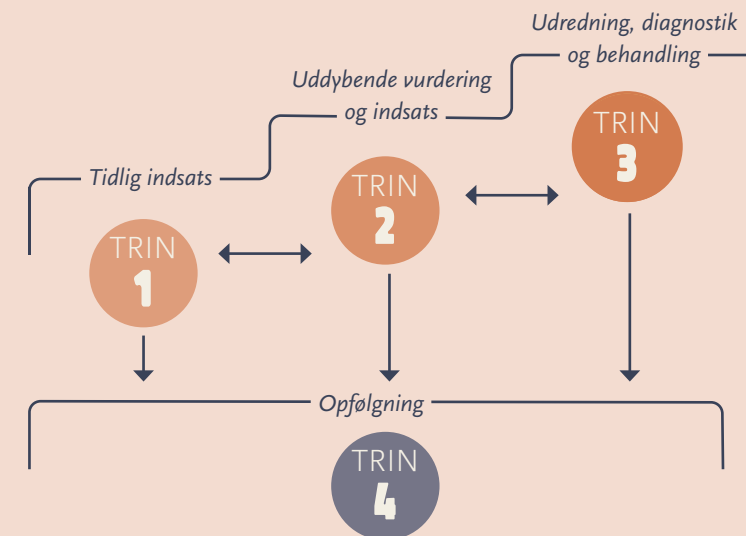 Udredning, diagnostik
og behandling
Uddybende vurdering
og indsats
Tidlig indsats
TRIN
3
TRIN
2
TRIN
1
Opfølgning
TRIN
4